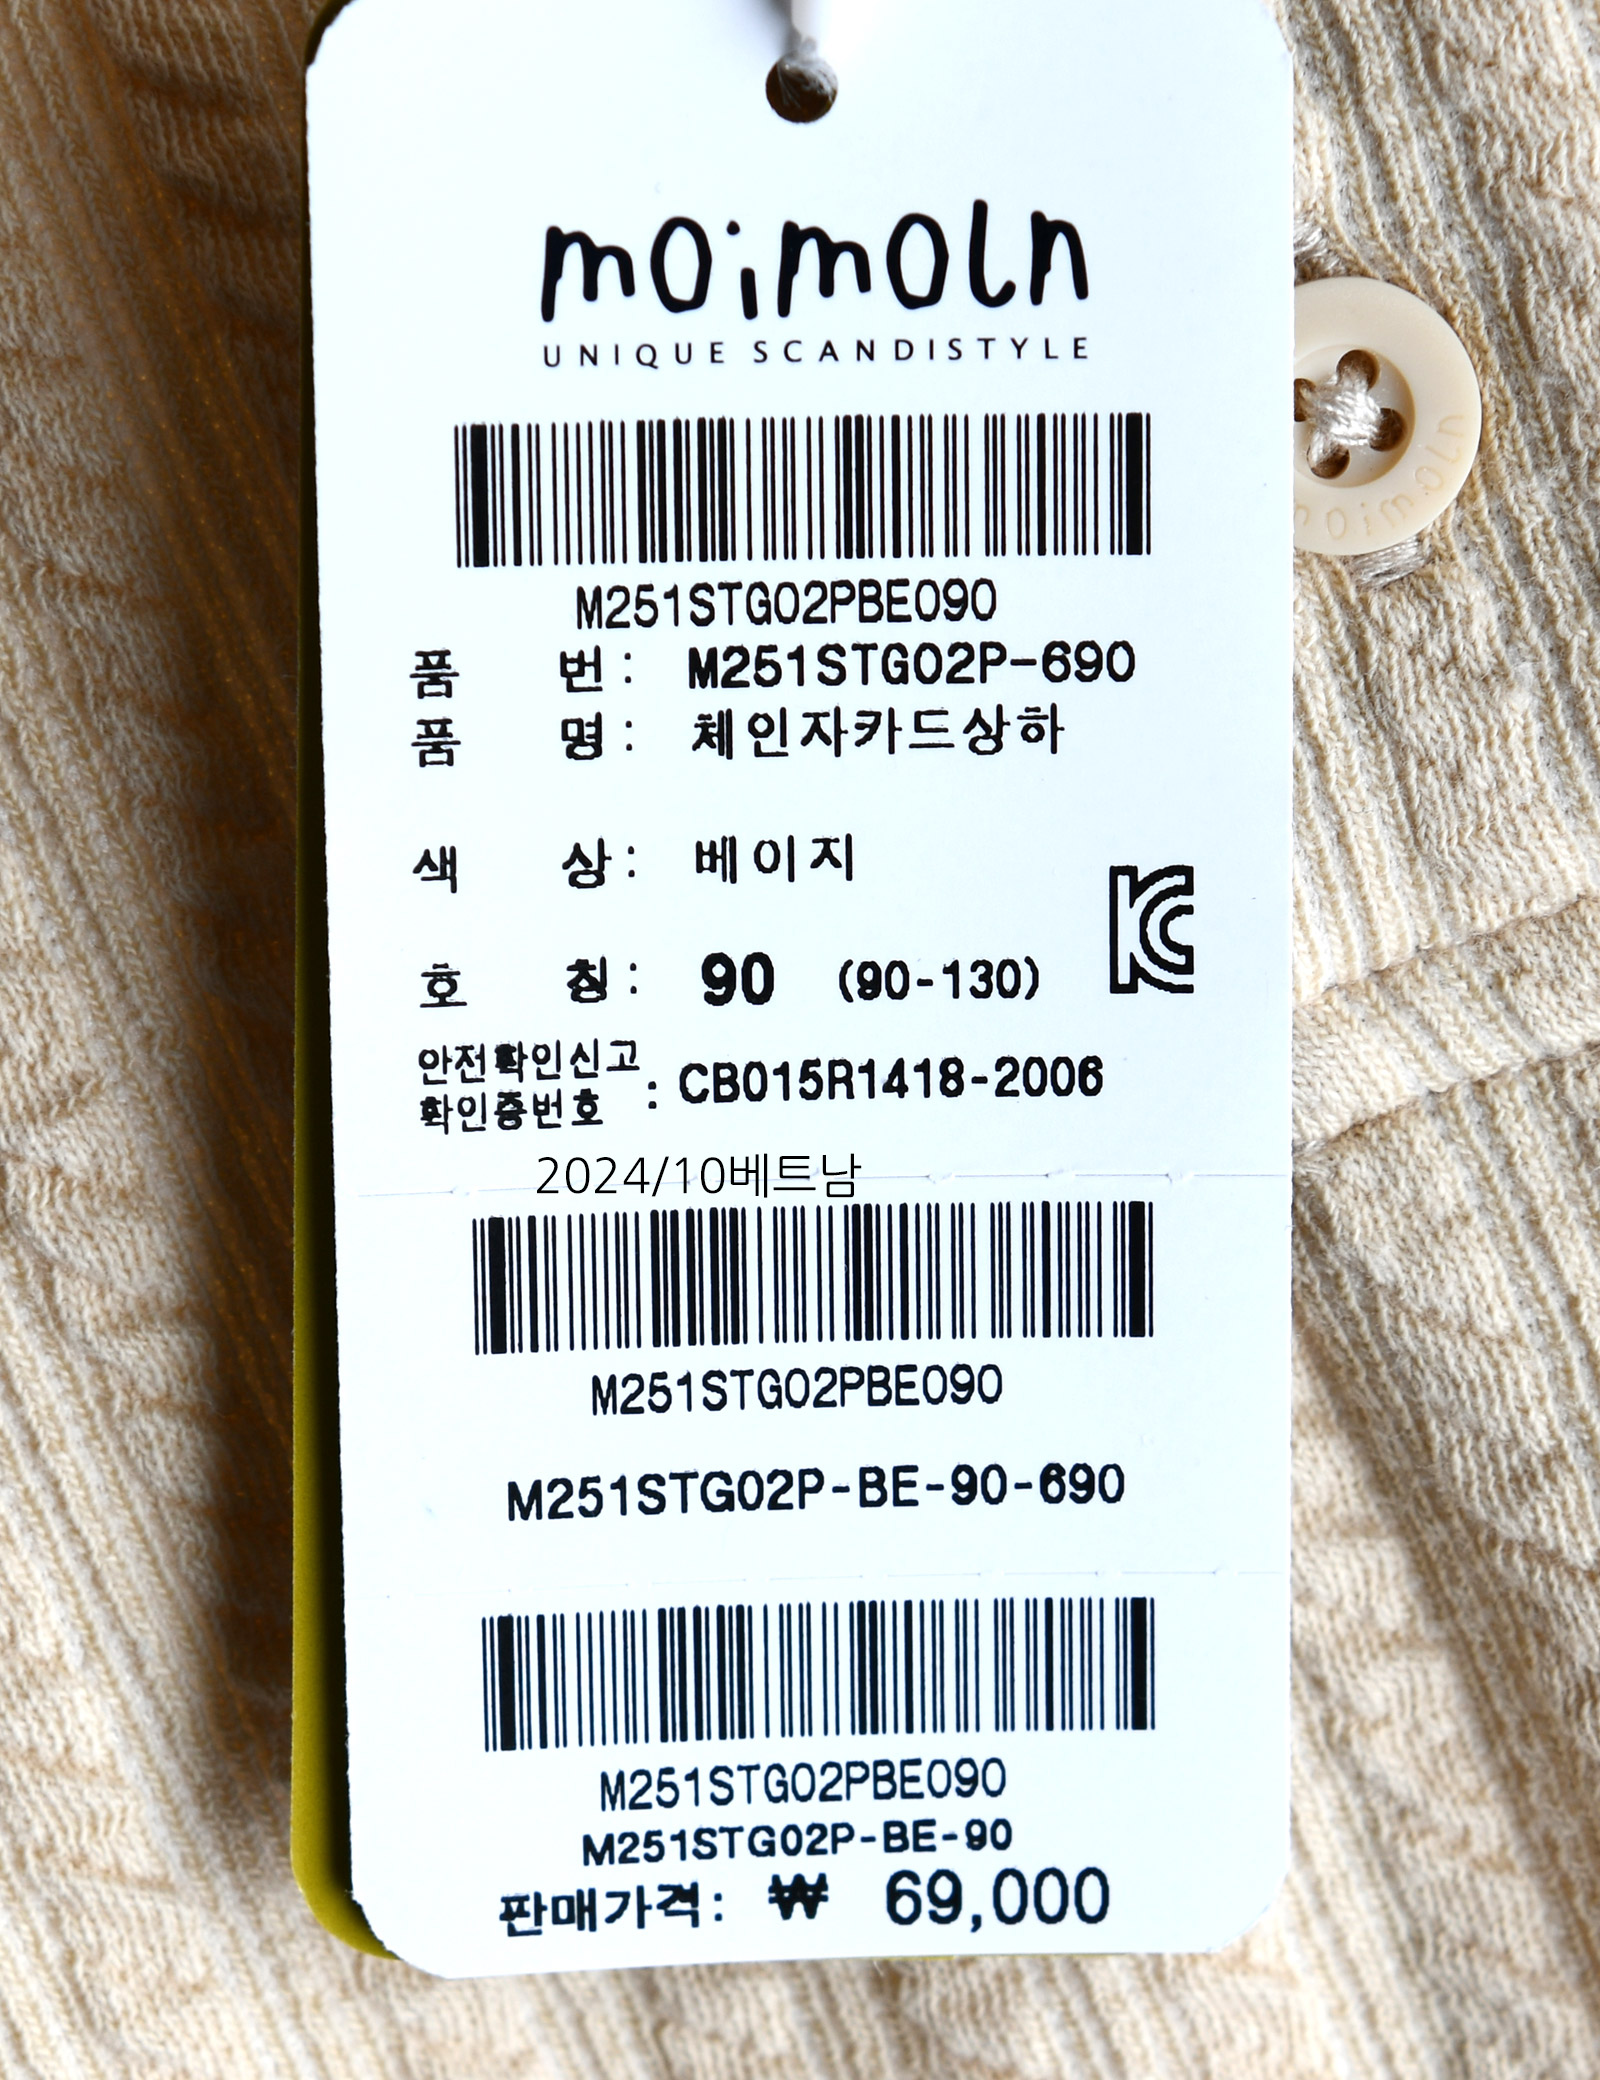 moimoln
UNIQUE SCANDISTYLE
M251STG02PBE090
품 번 : M251STG02P-690
품 명 : 체인자카드상하
색 상 : 베이지
호 칭 : 90 (90-130)
안전확인신고
확인증번호 : CB015R1418-2006
2024/10베트남
M251STG02PBE090
M251STG02P-BE-90-690
M251STG02PBE090
M251STG02P-BE-90
판매가격: ₩ 69,000
moimoln